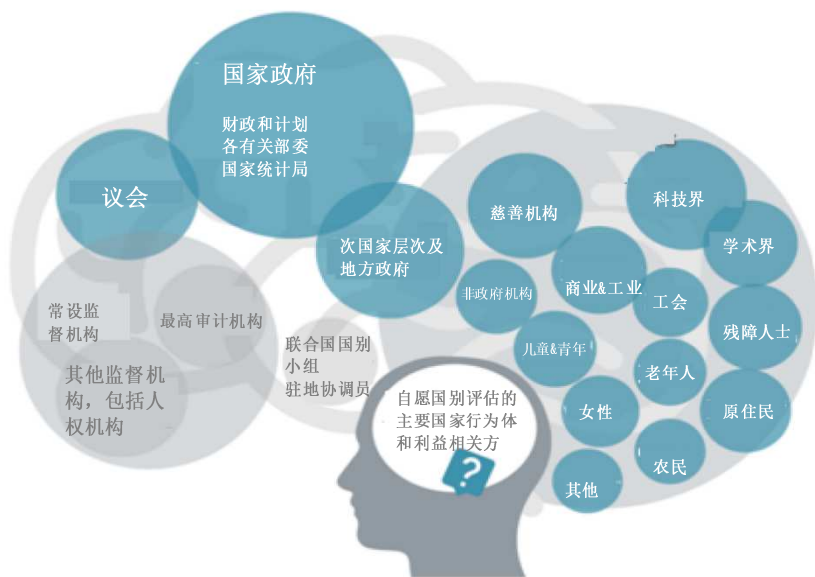 国家政府
财政和计划
各有关部委
国家统计局
议会
次国家层次及
地方政府
慈善机构
科技界
学术界
非政府机构
商业&工业
工会
儿童&青年
残障人士
老年人
女性
原住民
农民
其他
常设监
督机构
最高审计机构
其他监督机
构，包括人
权机构
联合国国别
小组
驻地协调员
自愿国别评估的
主要国家行为体
和利益相关方
?